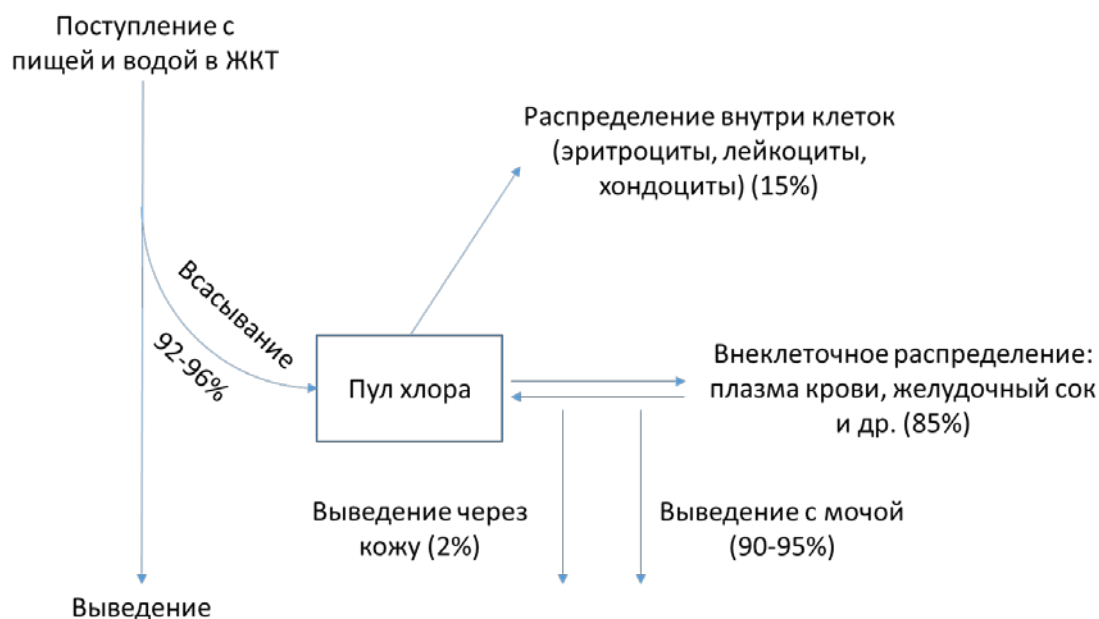 Поступление с
пищей и водой в ЖКТ
Распределение внутри клеток
(эритроциты, лейкоциты,
хондоциты) (15%)
Всасывание
92-96%
Пул хлора
Внеклеточное распределение:
плазма крови, желудочный сок
и др. (85%)
Выведение через
кожу (2%)
Выведение с мочой
(90-95%)
Выведение